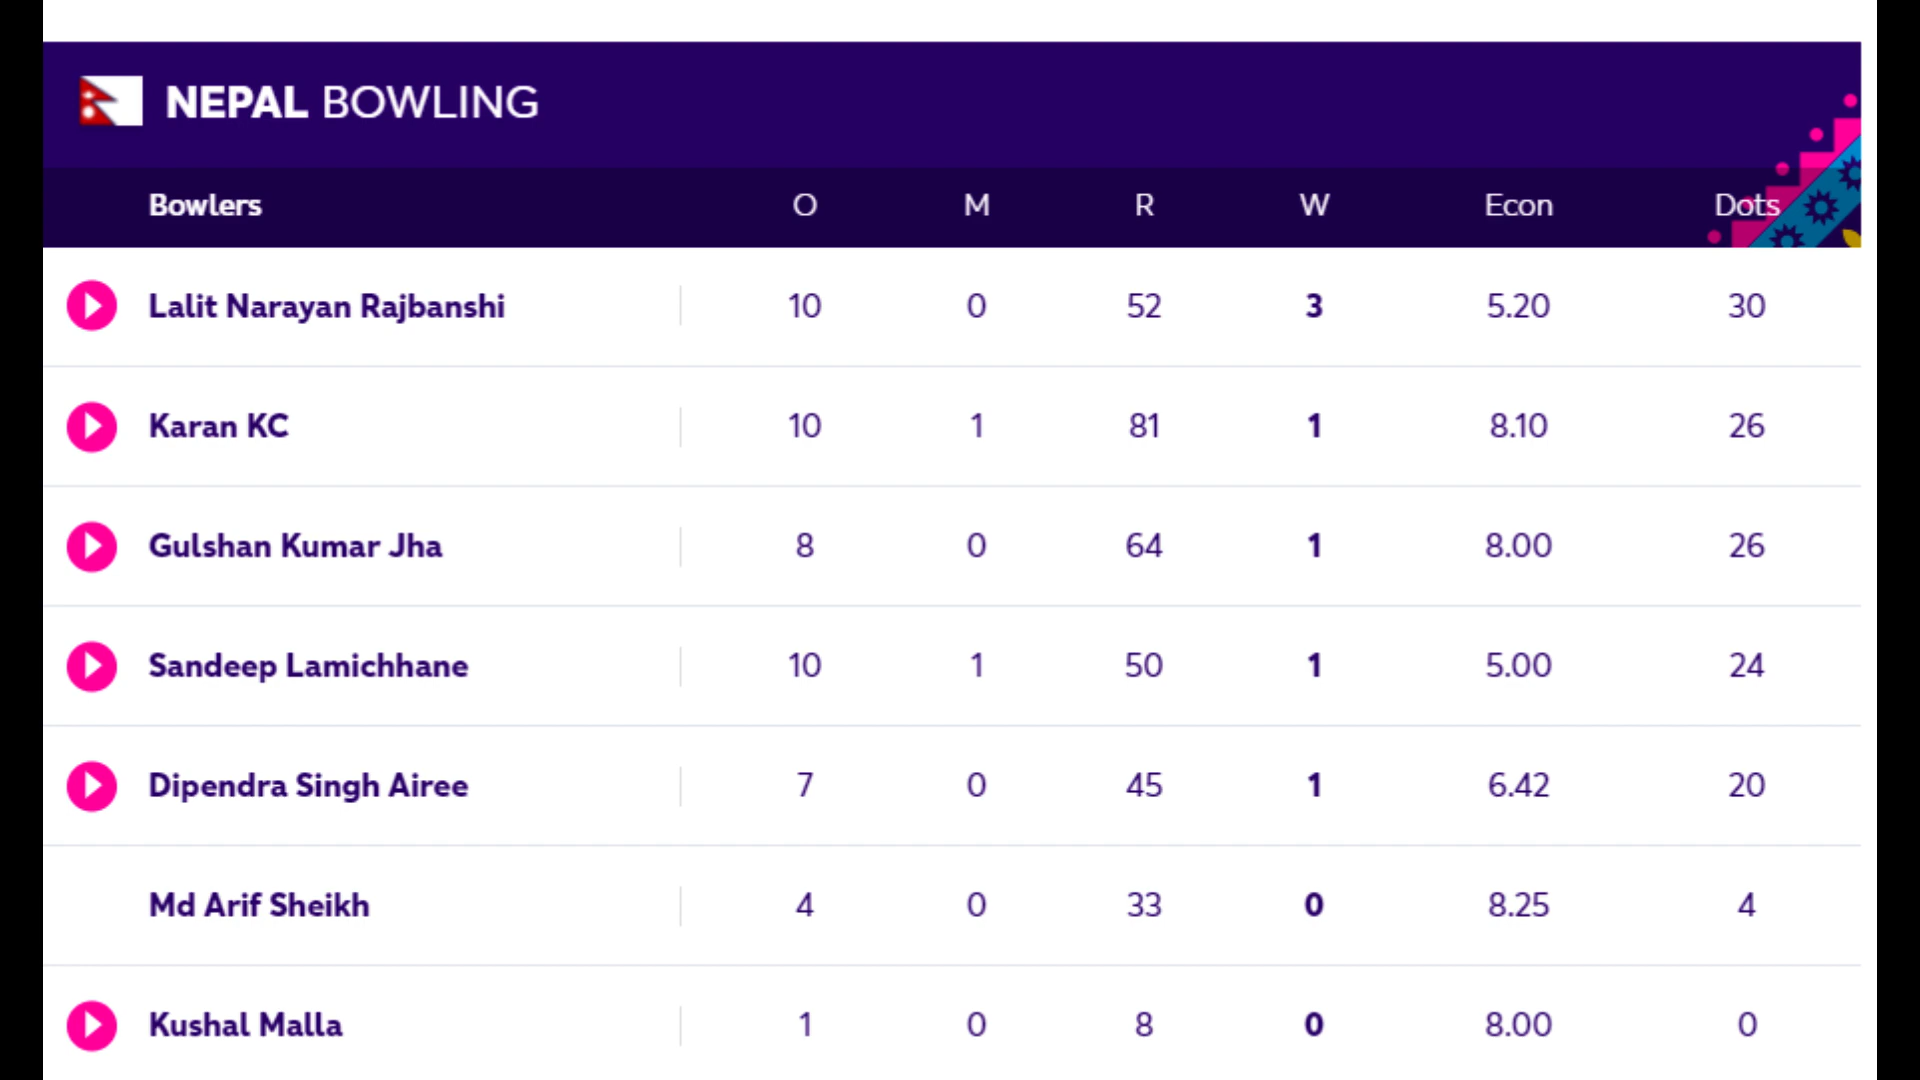 NEPAL BOWLING
Bowlers O M R W Econ Dots
Lalit Narayan Rajbanshi 10 0 52 3 5.20 30
Karan KC 10 1 81 1 8.10 26
Gulshan Kumar Jha 8 0 64 1 8.00 26
Sandeep Lamichhane 10 1 50 1 5.00 24
Dipendra Singh Airee 7 0 45 1 6.42 20
Md Arif Sheikh 4 0 33 0 8.25 4
Kushal Malla 1 0 8 0 8.00 0